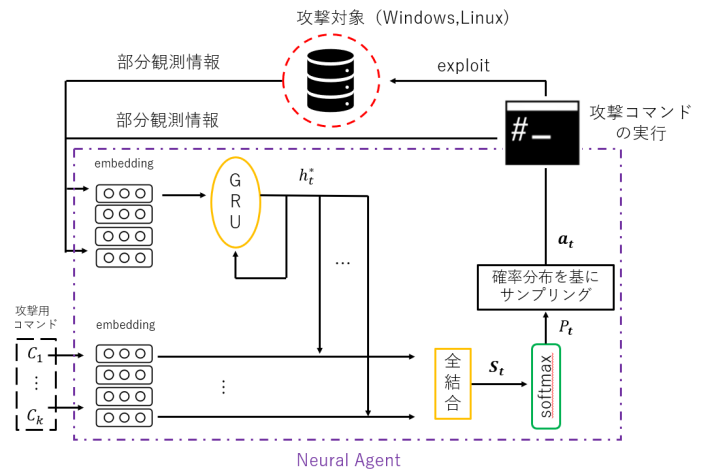 攻撃対象（Windows,Linux）
部分観測情報
exploit
部分観測情報
#_
攻撃コマンド
の実行
embedding
G
R
U
h_t^*
...
a_t
確率分布を基に
サンプリング
攻撃用
コマンド
embedding
P_t
C_1
...
C_k
...
全
結
合
S_t
softmax
Neural Agent